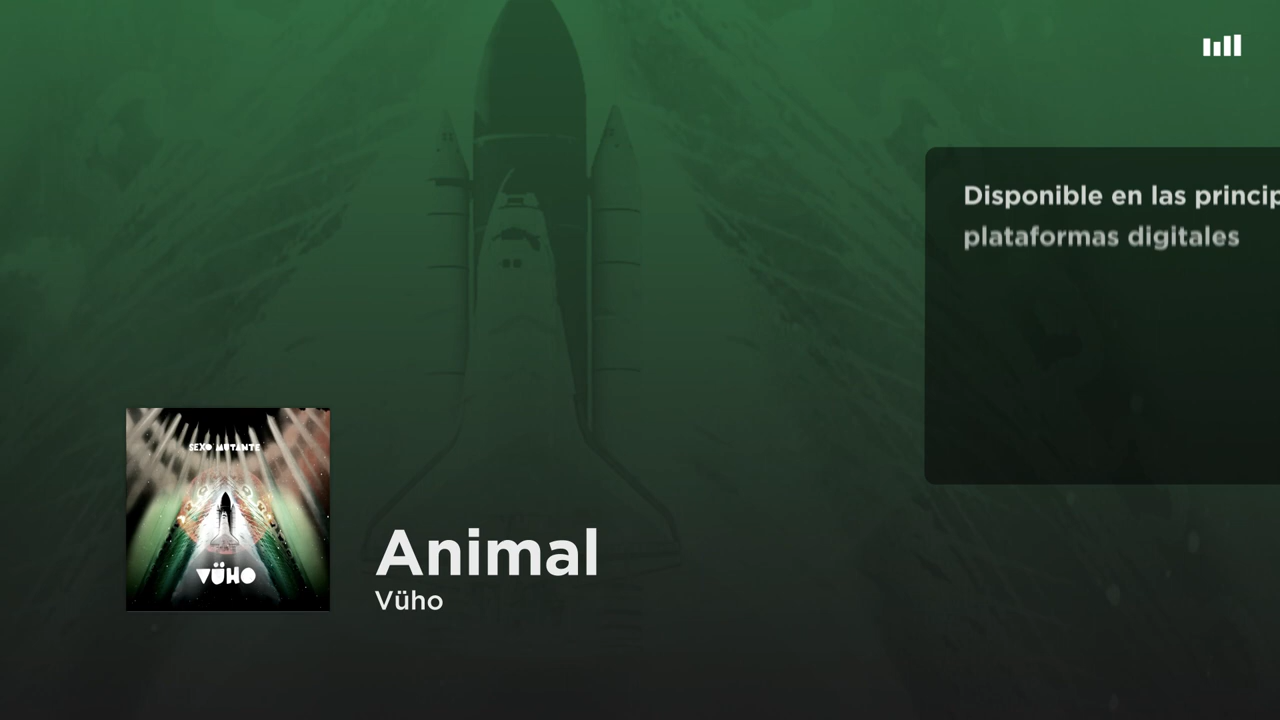 Disponible en las princip
plataformas digitales
SEXO MUTANTE
VÜHO
Animal
Vüho